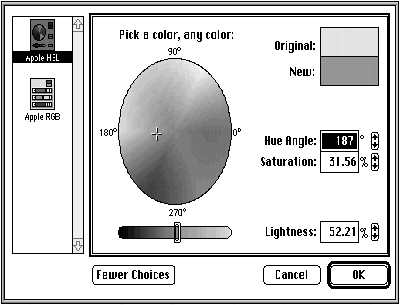 Apple HSL
Apple RGB
Pick a color, any color:
90°
180°
0°
270°
Original:
New:
Hue Angle: 187 °
Saturation: 31.56 %
Lightness: 52.21 %
Fewer Choices
Cancel
OK